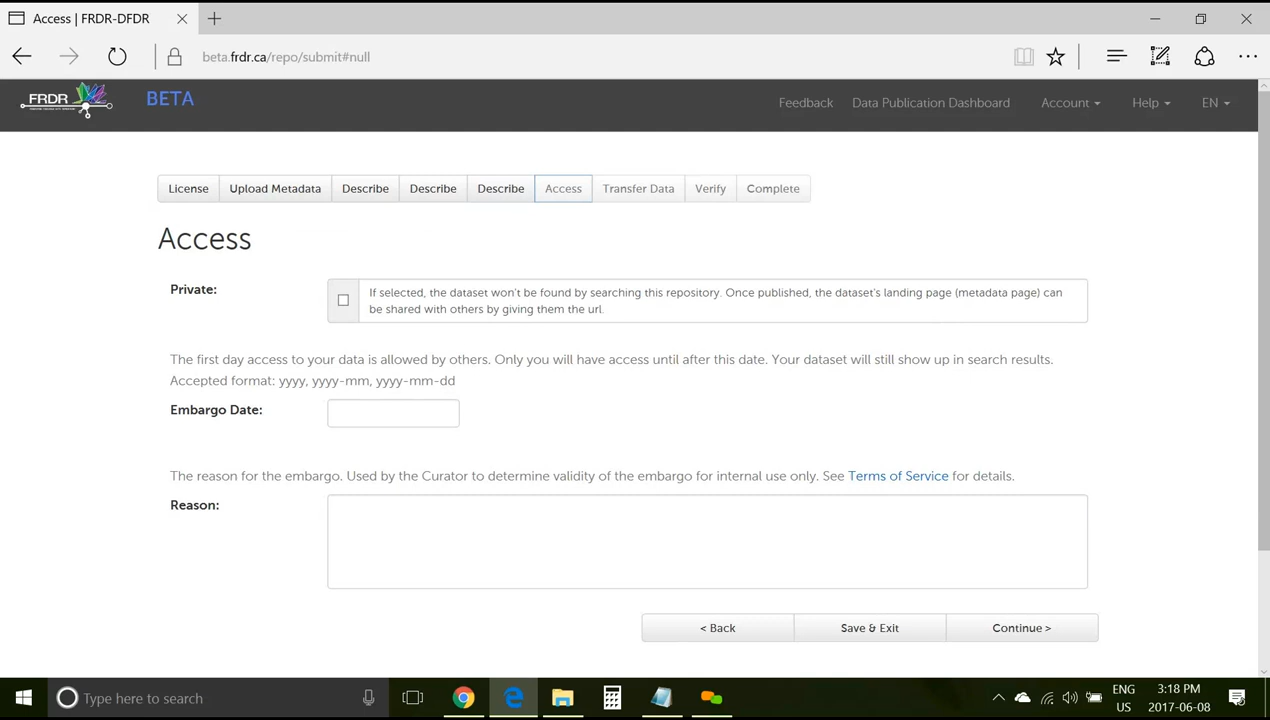 Access | FRDR-DFDR
beta.frdr.ca/repo/submit#null
FRDR
BETA
Feedback
Data Publication Dashboard
Account
Help
EN
License
Upload Metadata
Describe
Describe
Describe
Access
Transfer Data
Verify
Complete
Access
Private:
If selected, the dataset won't be found by searching this repository. Once published, the dataset's landing page (metadata page) can
be shared with others by giving them the url.
The first day access to your data is allowed by others. Only you will have access until after this date. Your dataset will still show up in search results.
Accepted format: yyyy, yyyy-mm, yyyy-mm-dd
Embargo Date:
The reason for the embargo. Used by the Curator to determine validity of the embargo for internal use only. See Terms of Service for details.
Reason:
< Back
Save & Exit
Continue >
Type here to search
ENG
US
3:18 PM
2017-06-08